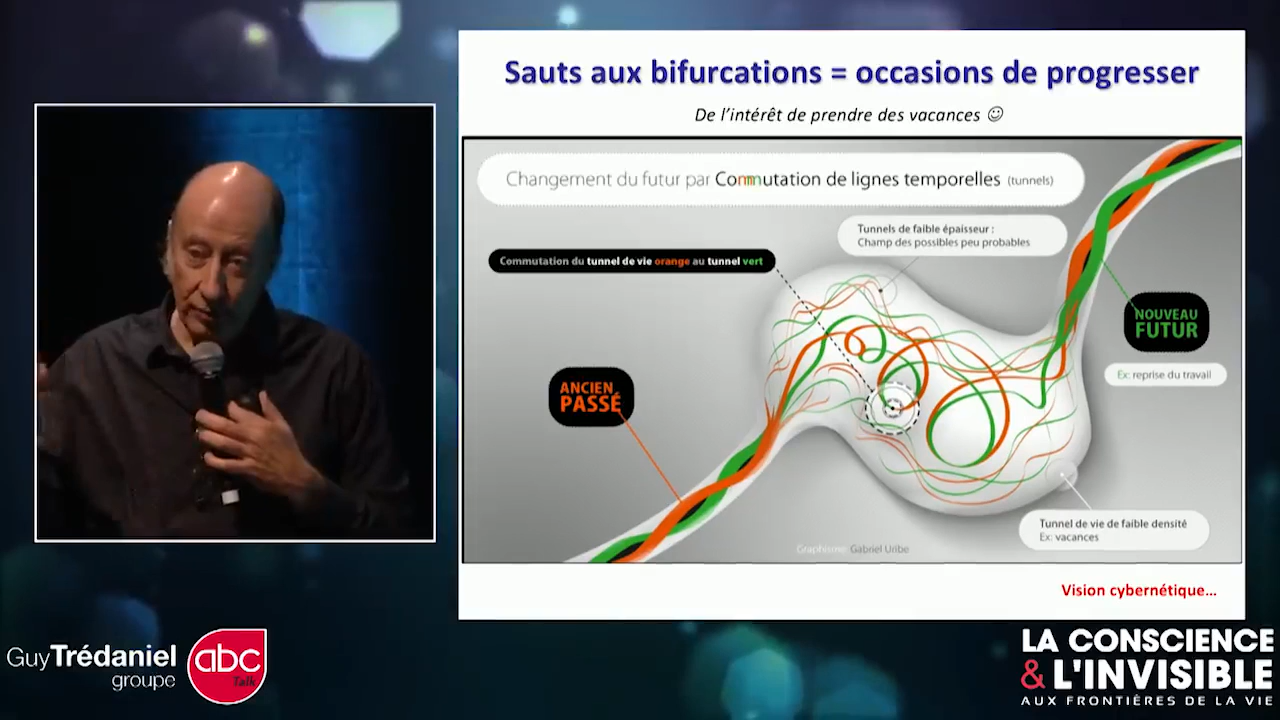 Sauts aux bifurcations = occasions de progresser
De l'intérêt de prendre des vacances ☺
Changement du futur par Commutation de lignes temporelles (tunnels)
Tunnels de faible épaisseur :
Champ des possibles peu probables
Commutation du tunnel de vie orange au tunnel vert
NOUVEAU
FUTUR
Ex: reprise du travail
ANCIEN
PASSÉ
Tunnel de vie de faible densité
Ex: vacances
Graphisme: Gabriel Uribe
Vision cybernétique...
GuyTrédaniel
groupe
abc
Talk
LA CONSCIENCE
& L'INVISIBLE
AUX FRONTIÈRES DE LA VIE